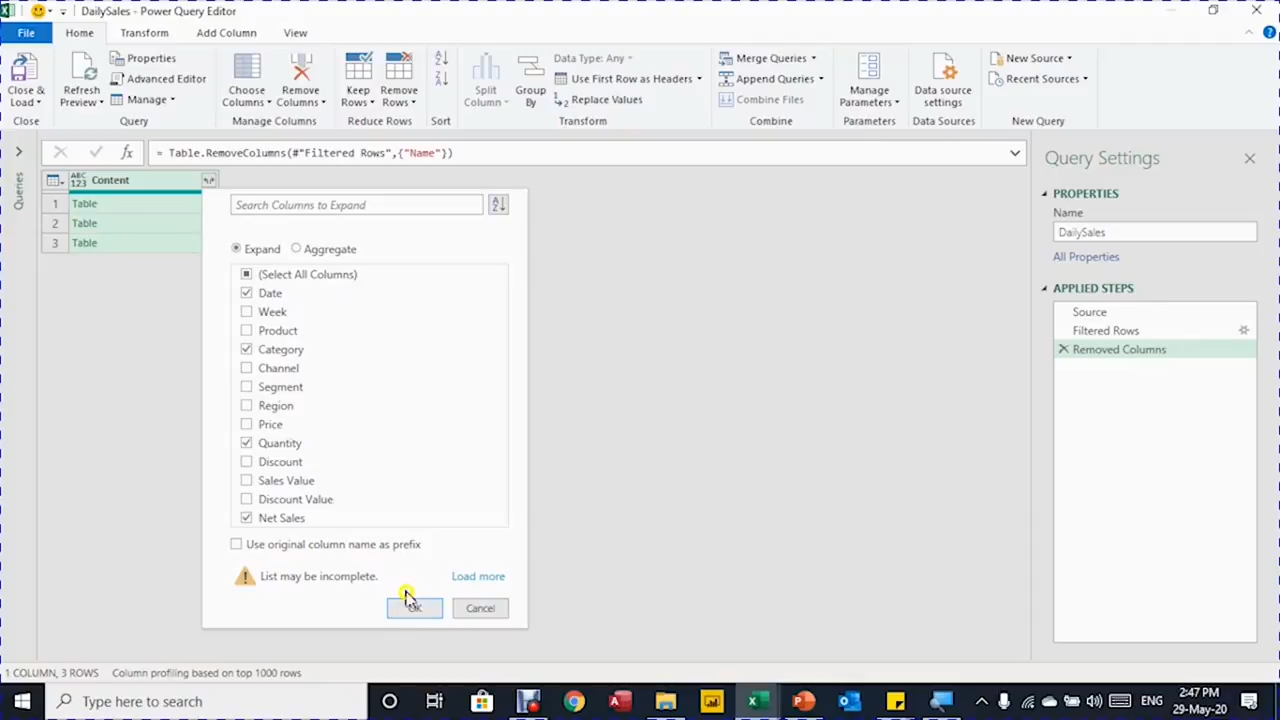 DailySales - Power Query Editor
File
Home
Transform
Add Column
View
Close & Load
Close
Refresh Preview
Properties
Advanced Editor
Manage
Query
Choose Columns
Remove Columns
Manage Columns
Keep Rows
Remove Rows
Reduce Rows
Sort
Split Column
Group By
Data Type: Any
Use First Row as Headers
Replace Values
Transform
Merge Queries
Append Queries
Combine Files
Combine
Manage Parameters
Parameters
Data source settings
Data Sources
New Source
Recent Sources
New Query
Queries
fx
= Table.RemoveColumns(#"Filtered Rows",{"Name"})
ABC 123 Content
1 Table
2 Table
3 Table
Search Columns to Expand
Expand Aggregate
(Select All Columns)
Date
Week
Product
Category
Channel
Segment
Region
Price
Quantity
Discount
Sales Value
Discount Value
Net Sales
Use original column name as prefix
List may be incomplete. Load more
OK Cancel
Query Settings
PROPERTIES
Name
DailySales
All Properties
APPLIED STEPS
Source
Filtered Rows
Removed Columns
1 COLUMN, 3 ROWS Column profiling based on top 1000 rows
Type here to search
ENG
2:47 PM
29-May-20